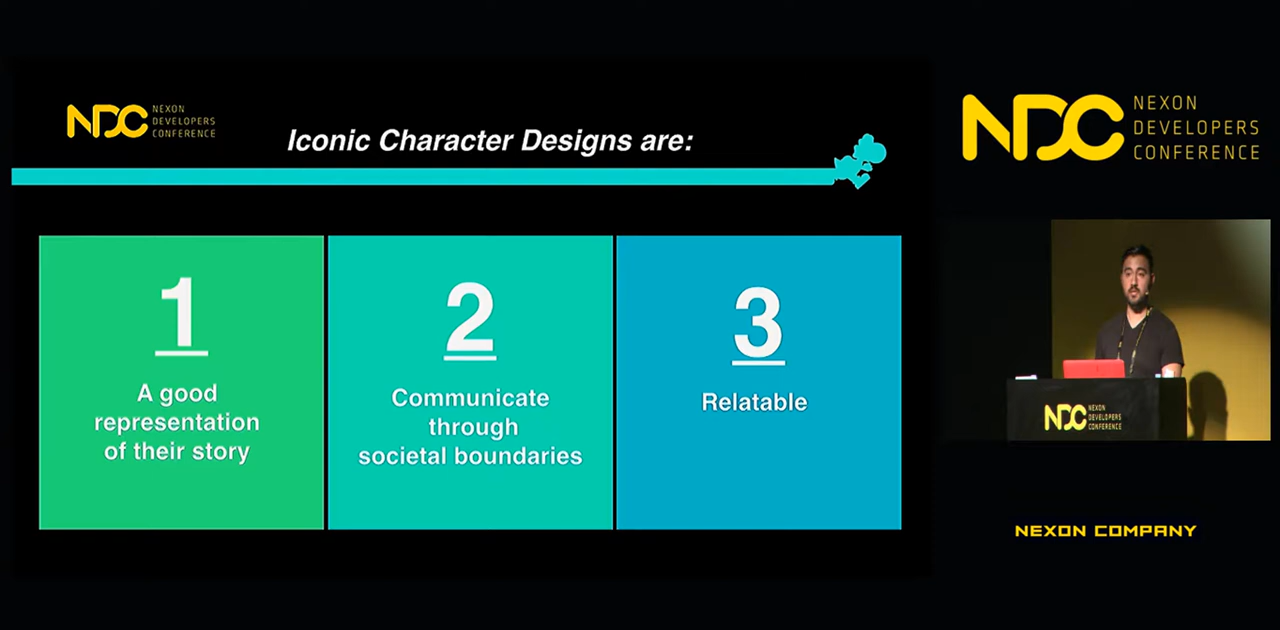 NDC
NEXON
DEVELOPERS
CONFERENCE
Iconic Character Designs are:
1
A good
representation
of their story
2
Communicate
through
societal boundaries
3
Relatable
NDC
NEXON
DEVELOPERS
CONFERENCE
NDC
NEXON
DEVELOPERS
CONFERENCE
NEXON COMPANY